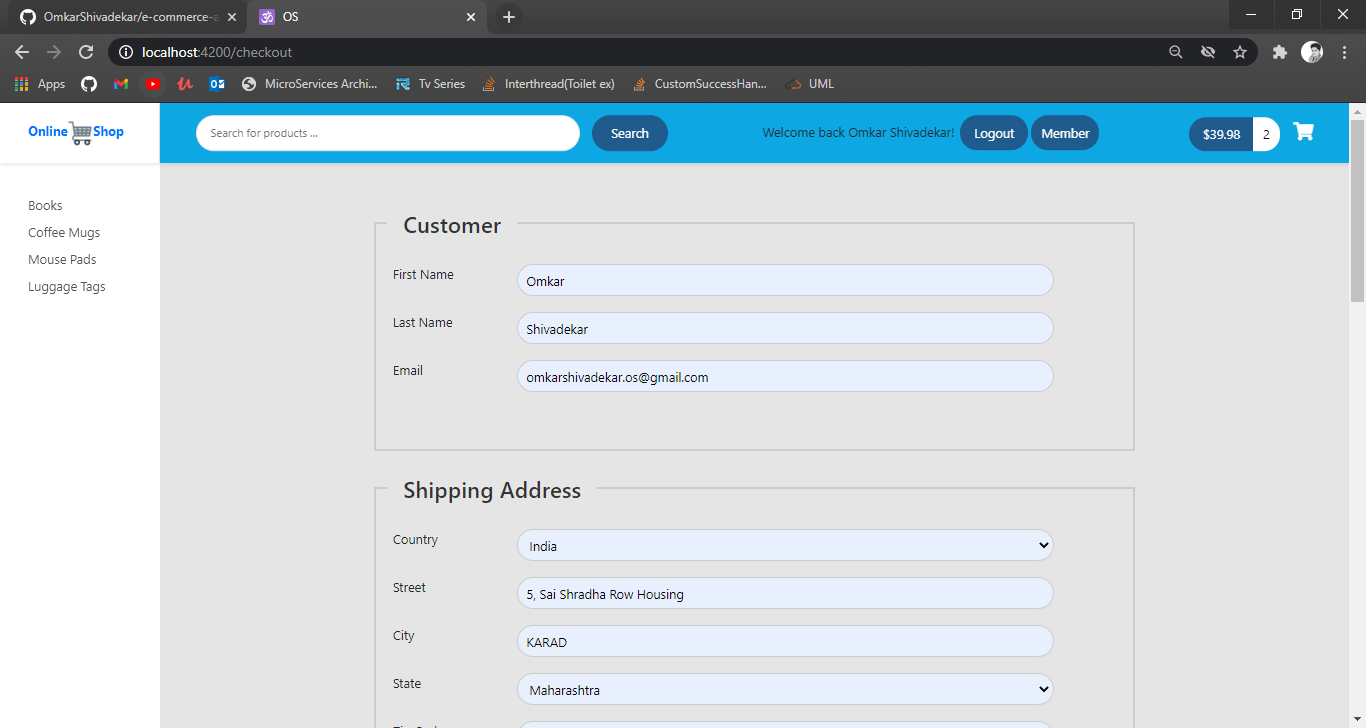 OmkarShivadekar/e-commerce-a
OS
localhost:4200/checkout
Apps
MicroServices Archi...
Tv Series
Interthread(Toilet ex)
CustomSuccessHan...
UML
Online Shop
Search for products ...
Search
Welcome back Omkar Shivadekar!
Logout
Member
$39.98
2
Books
Coffee Mugs
Mouse Pads
Luggage Tags
Customer
First Name
Omkar
Last Name
Shivadekar
Email
omkarshivadekar.os@gmail.com
Shipping Address
Country
India
Street
5, Sai Shradha Row Housing
City
KARAD
State
Maharashtra